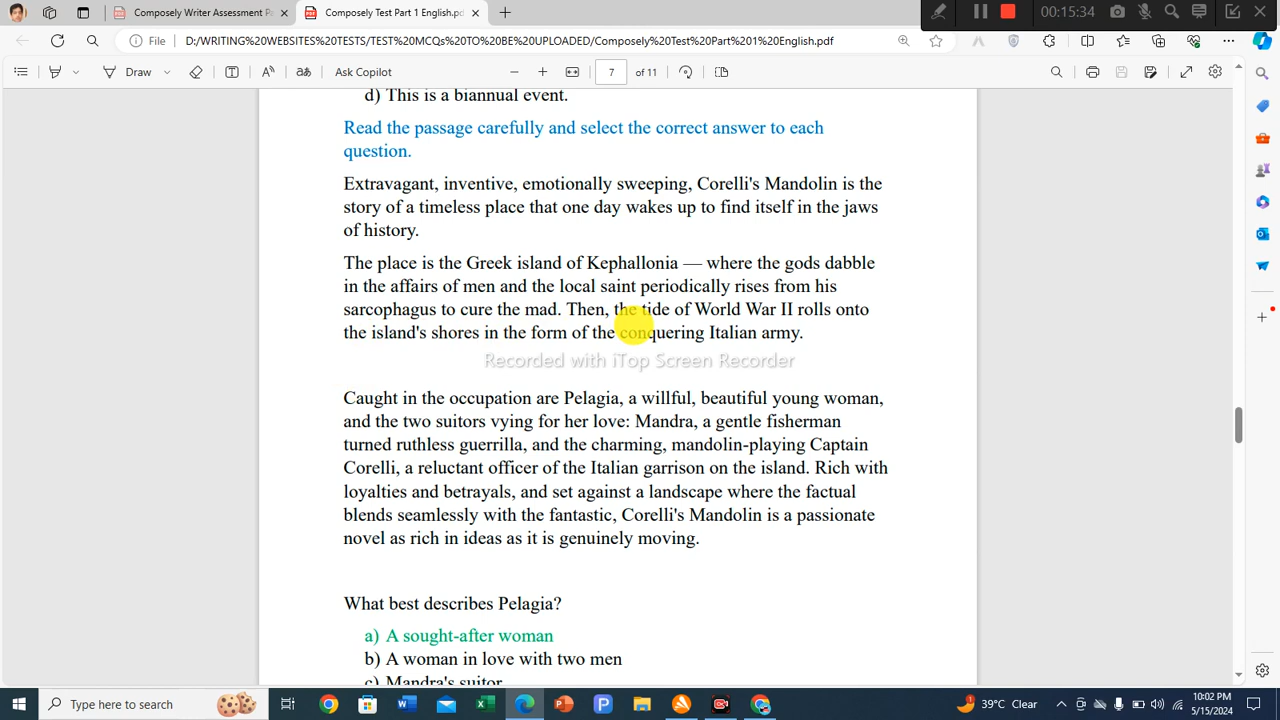 Composely Writer Assessment Pa
Composely Test Part 1 English.pd
00:15:34
File
D:/WRITING%20WEBSITES%20TESTS/TEST%20MCQs%20TO%20BE%20UPLOADED/Composely%20Test%20Part%201%20English.pdf
Draw
Ask Copilot
7
of 11
d) This is a biannual event.
Read the passage carefully and select the correct answer to each
question.
Extravagant, inventive, emotionally sweeping, Corelli's Mandolin is the
story of a timeless place that one day wakes up to find itself in the jaws
of history.
The place is the Greek island of Kephallonia — where the gods dabble
in the affairs of men and the local saint periodically rises from his
sarcophagus to cure the mad. Then, the tide of World War II rolls onto
the island's shores in the form of the conquering Italian army.
Recorded with iTop Screen Recorder
Caught in the occupation are Pelagia, a willful, beautiful young woman,
and the two suitors vying for her love: Mandra, a gentle fisherman
turned ruthless guerrilla, and the charming, mandolin-playing Captain
Corelli, a reluctant officer of the Italian garrison on the island. Rich with
loyalties and betrayals, and set against a landscape where the factual
blends seamlessly with the fantastic, Corelli's Mandolin is a passionate
novel as rich in ideas as it is genuinely moving.
What best describes Pelagia?
a) A sought-after woman
b) A woman in love with two men
c) Mandra's suitor
Type here to search
39°C Clear
10:02 PM
5/15/2024